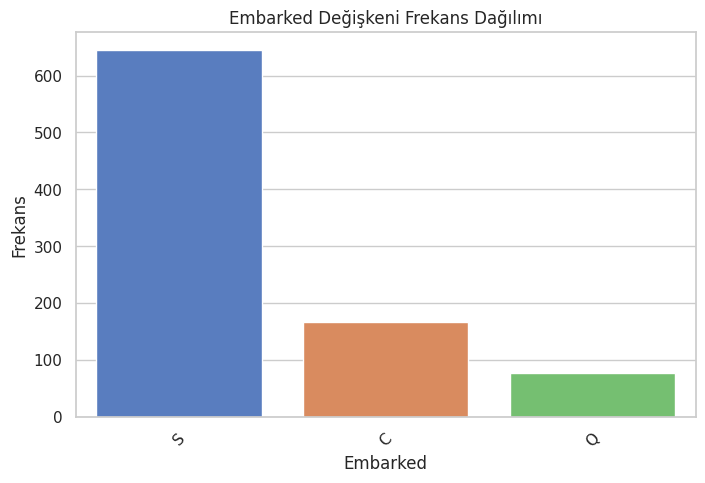 Embarked Değişkeni Frekans Dağılımı
Frekans
600
500
400
300
200
100
0
S
C
Q
Embarked